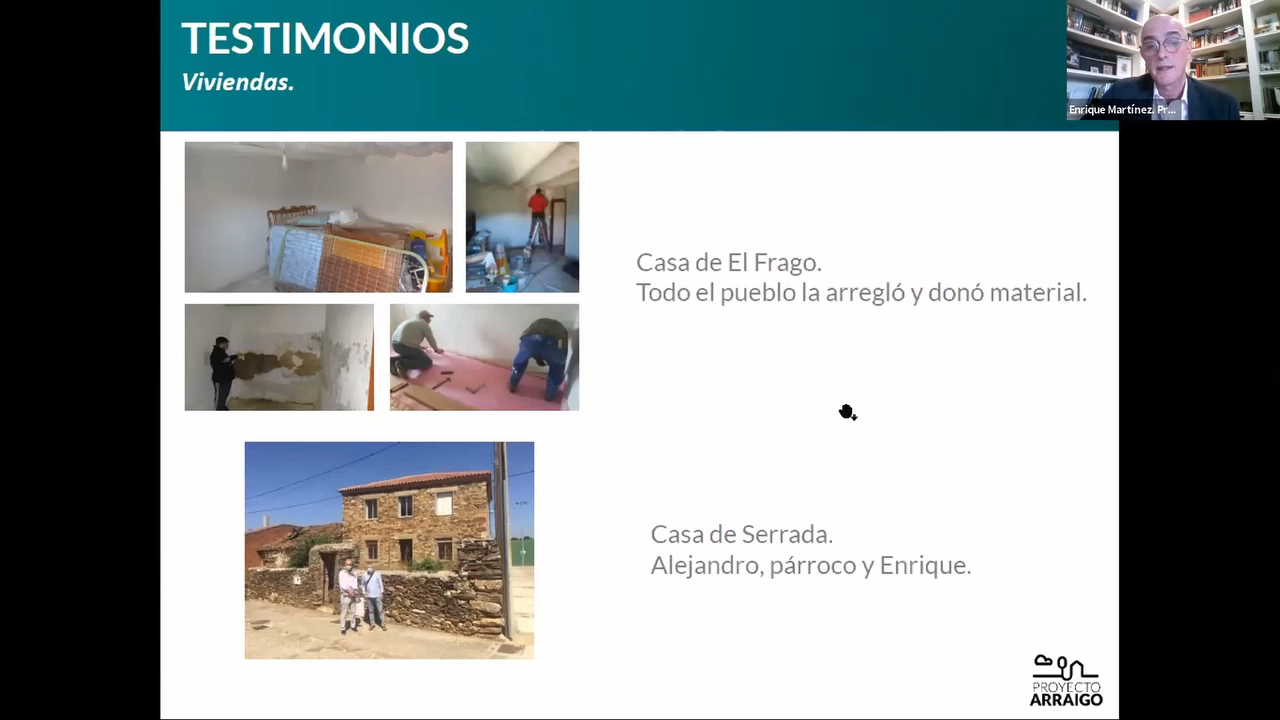 TESTIMONIOS
Viviendas.
Enrique Martínez. Pr...
Casa de El Frago.
Todo el pueblo la arregló y donó material.
Casa de Serrada.
Alejandro, párroco y Enrique.
PROYECTO
ARRAIGO